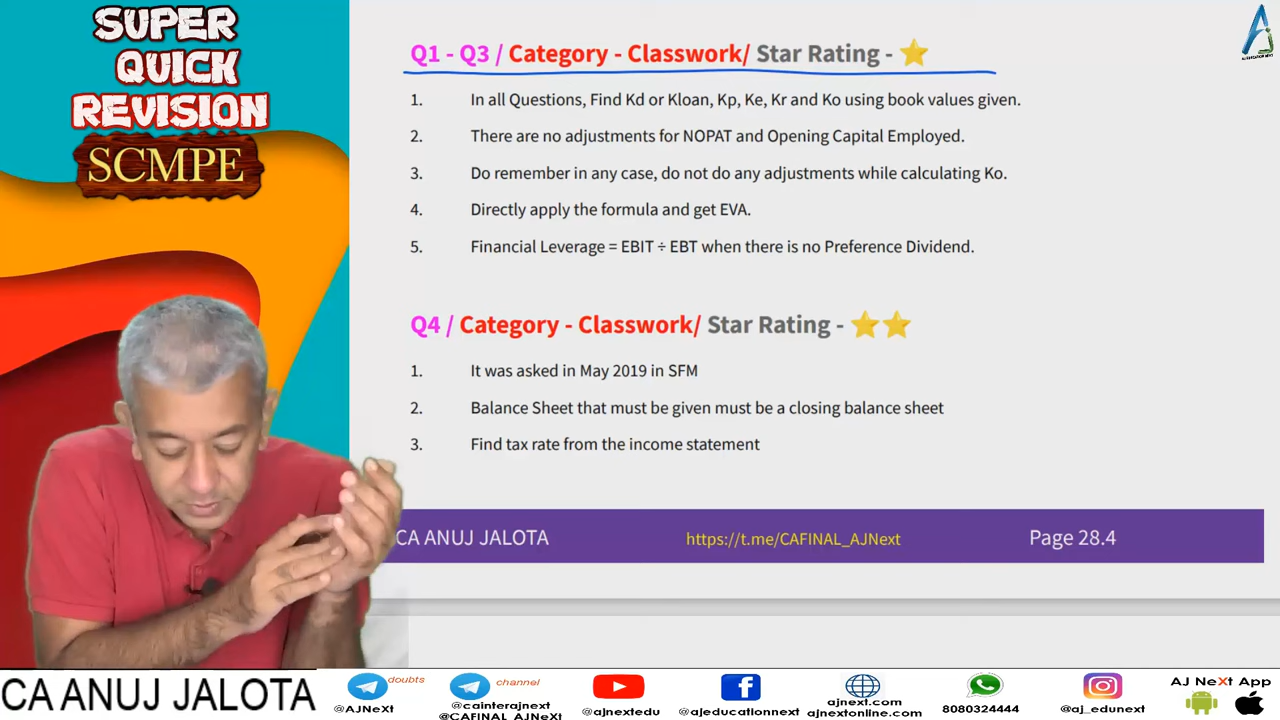 SUPER
QUICK
REVISION
SCMPE
Q1 - Q3 / Category - Classwork/ Star Rating - ⭐
1. In all Questions, Find Kd or Kloan, Kp, Ke, Kr and Ko using book values given.
2. There are no adjustments for NOPAT and Opening Capital Employed.
3. Do remember in any case, do not do any adjustments while calculating Ko.
4. Directly apply the formula and get EVA.
5. Financial Leverage = EBIT ÷ EBT when there is no Preference Dividend.
Q4 / Category - Classwork/ Star Rating - ⭐⭐
1. It was asked in May 2019 in SFM
2. Balance Sheet that must be given must be a closing balance sheet
3. Find tax rate from the income statement
CA ANUJ JALOTA https://t.me/CAFINAL_AJNext Page 28.4
CA ANUJ JALOTA
doubts
@AJNeXt
channel
@cainterajnext
@CAFINAL_AJNeXt
@ajnextedu
@ajeducationnext
ajnext.com
ajnextonline.com
8080324444
@aj_edunext
AJ NeXt App